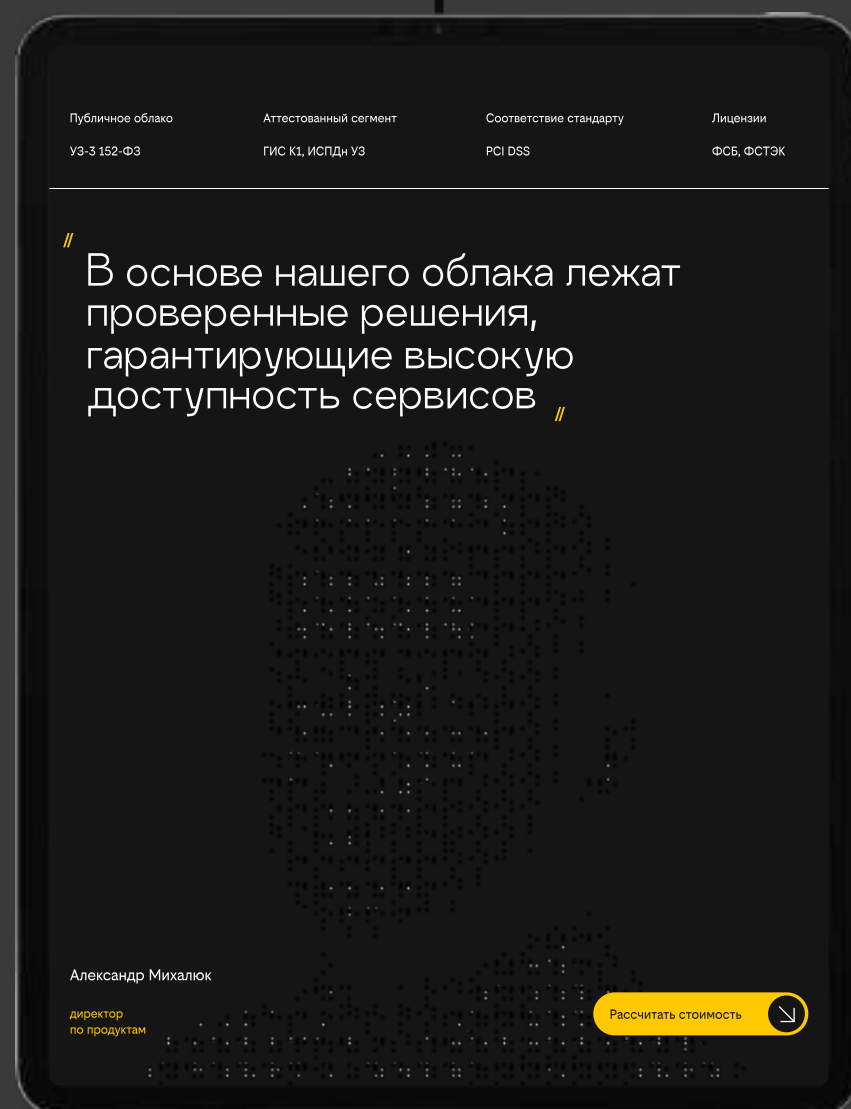 Публичное облако
УЗ-3 152-ФЗ
Аттестованный сегмент
ГИС К1, ИСПДн УЗ
Соответствие стандарту
PCI DSS
Лицензии
ФСБ, ФСТЭК
//
В основе нашего облака лежат
проверенные решения,
гарантирующие высокую
доступность сервисов //
Александр Михалюк
директор
по продуктам
Рассчитать стоимость